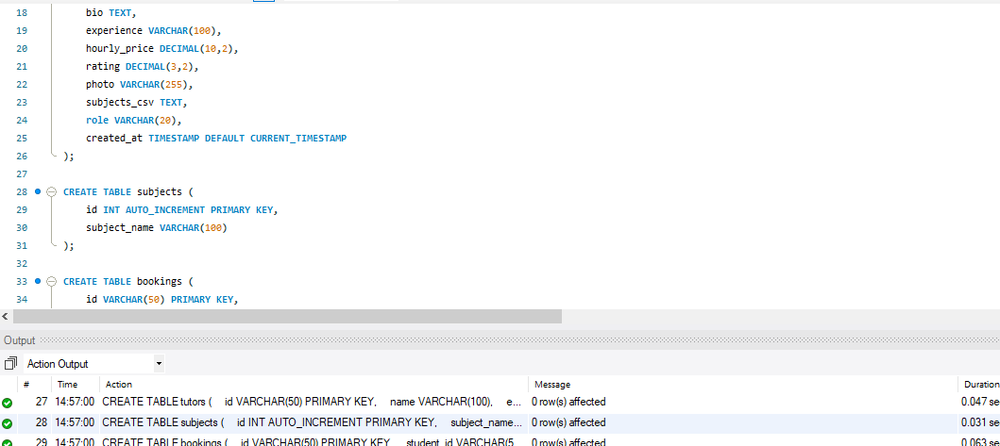 18 bio TEXT,
19 experience VARCHAR(100),
20 hourly_price DECIMAL(10,2),
21 rating DECIMAL(3,2),
22 photo VARCHAR(255),
23 subjects_csv TEXT,
24 role VARCHAR(20),
25 created_at TIMESTAMP DEFAULT CURRENT_TIMESTAMP
26 );
27
28 CREATE TABLE subjects (
29 id INT AUTO_INCREMENT PRIMARY KEY,
30 subject_name VARCHAR(100)
31 );
32
33 CREATE TABLE bookings (
34 id VARCHAR(50) PRIMARY KEY,
Output
Action Output
# Time Action Message Duration
27 14:57:00 CREATE TABLE tutors ( id VARCHAR(50) PRIMARY KEY, name VARCHAR(100), e... 0 row(s) affected 0.047 se
28 14:57:00 CREATE TABLE subjects ( id INT AUTO_INCREMENT PRIMARY KEY, subject_name... 0 row(s) affected 0.031 se
29 14:57:00 CREATE TABLE bookings ( id VARCHAR(50) PRIMARY KEY, student_id VARCHAR(5... 0 row(s) affected 0.063 se